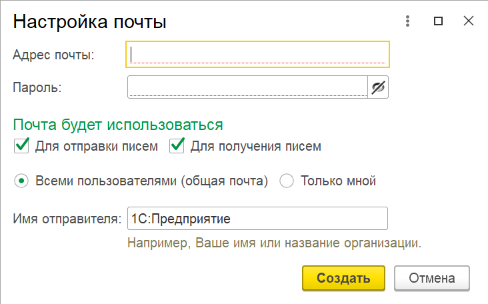 Настройка почты
Адрес почты:
Пароль:
Почта будет использоваться
Для отправки писем Для получения писем
Всеми пользователями (общая почта) Только мной
Имя отправителя: 1С:Предприятие
Например, Ваше имя или название организации.
Создать Отмена